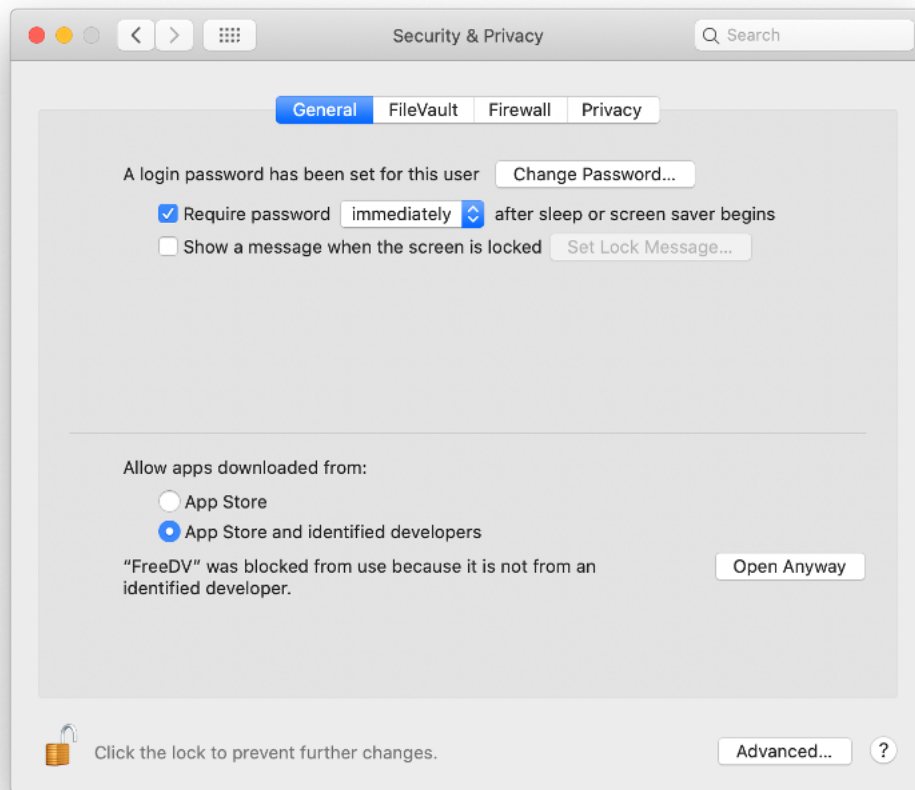 Security & Privacy
Search
General FileVault Firewall Privacy
A login password has been set for this user Change Password...
Require password immediately after sleep or screen saver begins
Show a message when the screen is locked Set Lock Message...
Allow apps downloaded from:
App Store
App Store and identified developers
“FreeDV” was blocked from use because it is not from an
identified developer.
Open Anyway
Click the lock to prevent further changes.
Advanced... ?